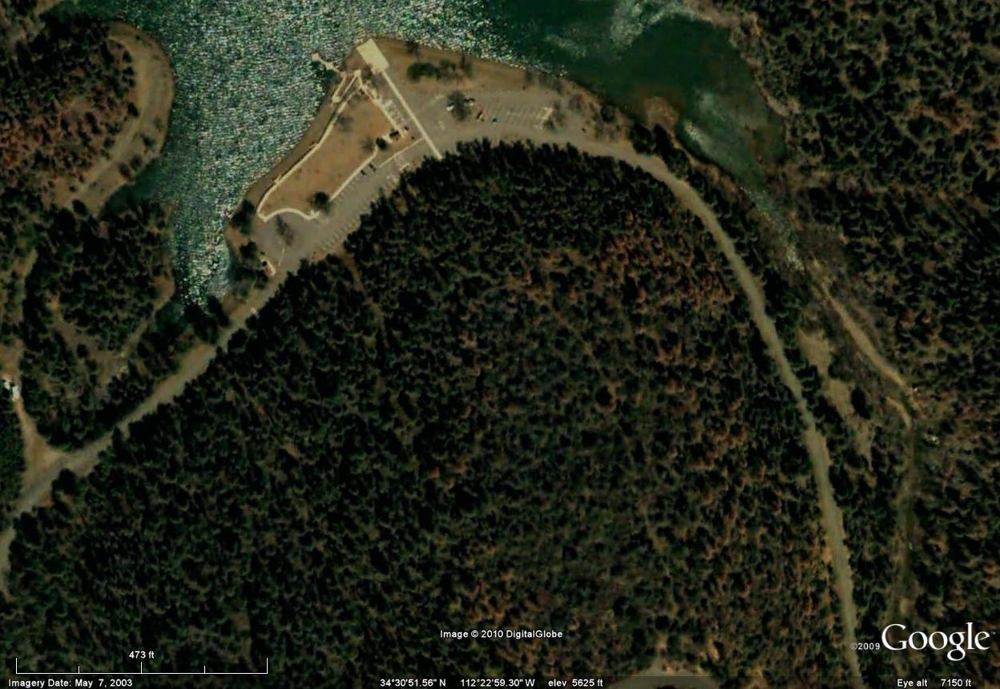 473 ft
Image © 2010 DigitalGlobe
©2009 Google™
Imagery Date: May 7, 2003 34°30'51.56" N 112°22'59.30" W elev 5625 ft Eye alt 7150 ft